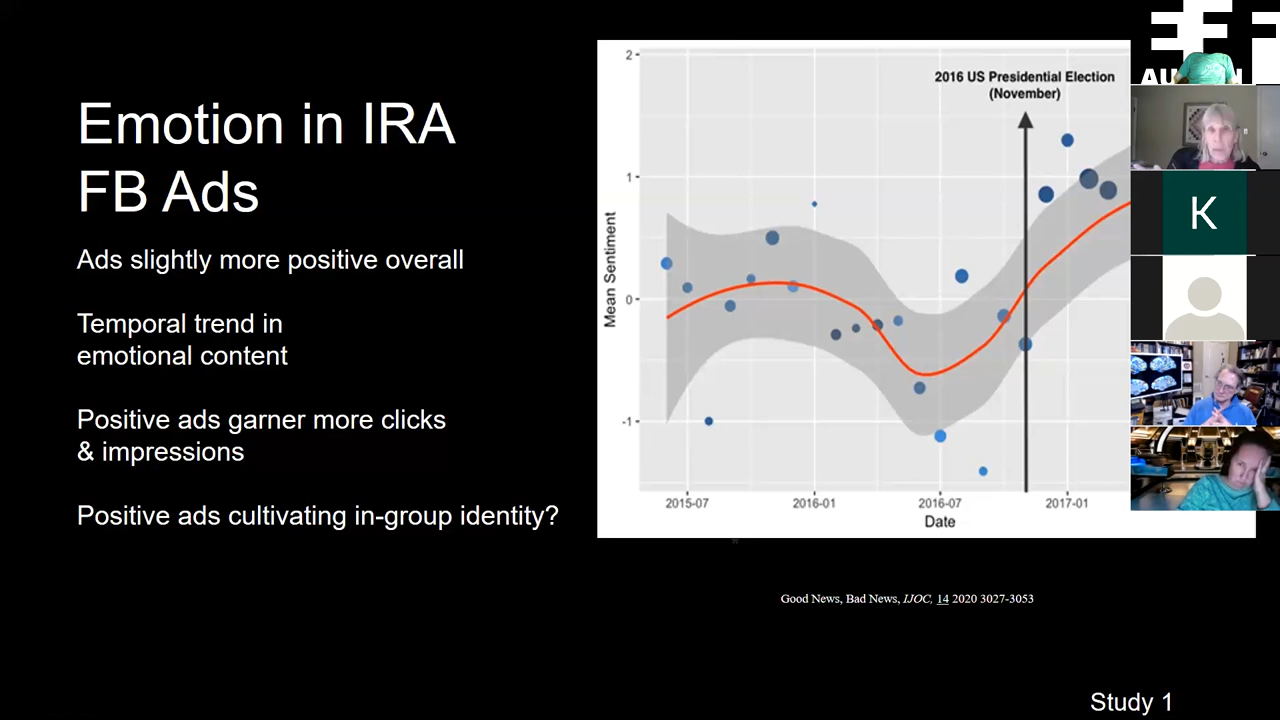 Emotion in IRA
FB Ads
Ads slightly more positive overall
Temporal trend in
emotional content
Positive ads garner more clicks
& impressions
Positive ads cultivating in-group identity?
2016 US Presidential Election
(November)
Mean Sentiment
2
1
0
-1
2015-07
2016-01
2016-07
2017-01
Date
Good News, Bad News, IJOC, 14 2020 3027-3053
Study 1
K